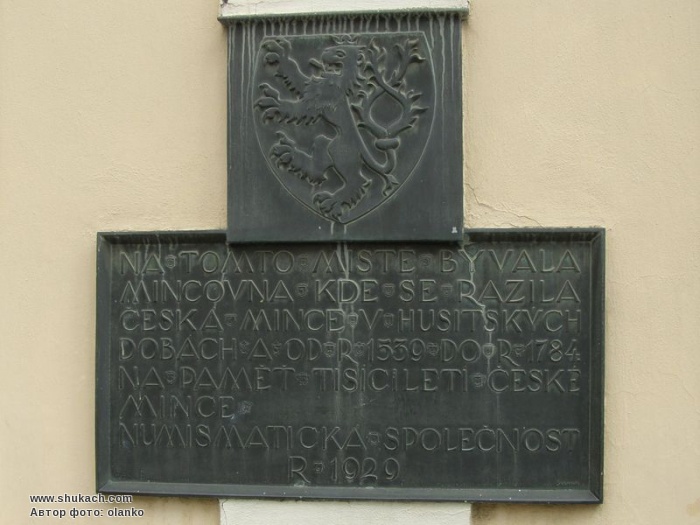 NA TOMTO MÍSTĚ BÝVALA
MINCOVNA KDE SE RAZILA
ČESKÁ MINCE V HUSITSKÝCH
DOBÁCH A OD R 1539 DO R 1784
NA PAMĚŤ TISÍCILETÍ ČESKÉ
MINCE
NUMISMATICKÁ SPOLEČNOST
R 1929
www.shukach.com
Автор фото: olanko